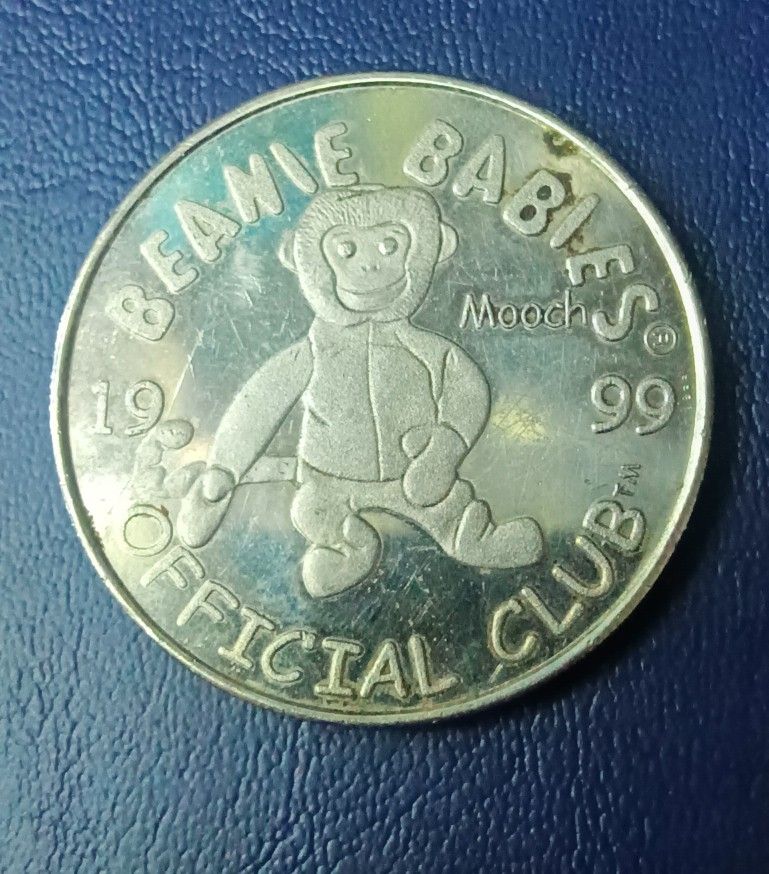 BEANIE BABIES®
Mooch
19 99
OFFICIAL CLUB™